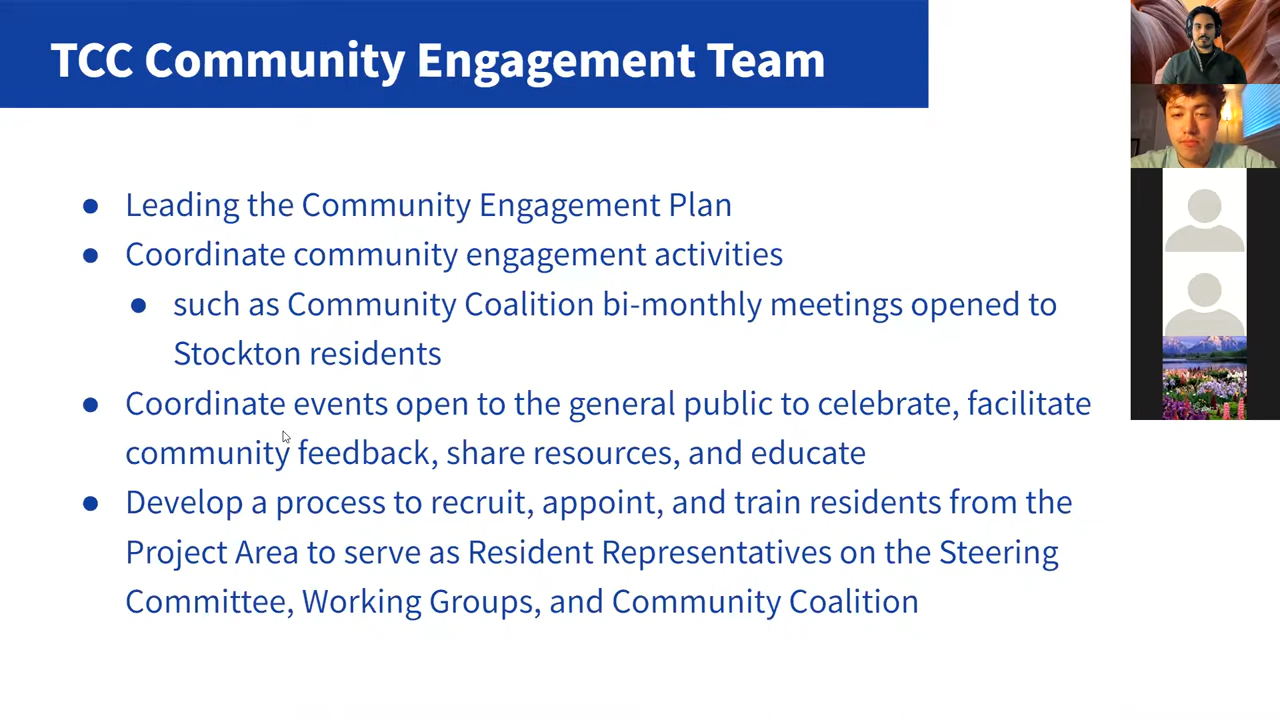 TCC Community Engagement Team
● Leading the Community Engagement Plan
● Coordinate community engagement activities
● such as Community Coalition bi-monthly meetings opened to
Stockton residents
● Coordinate events open to the general public to celebrate, facilitate
community feedback, share resources, and educate
● Develop a process to recruit, appoint, and train residents from the
Project Area to serve as Resident Representatives on the Steering
Committee, Working Groups, and Community Coalition